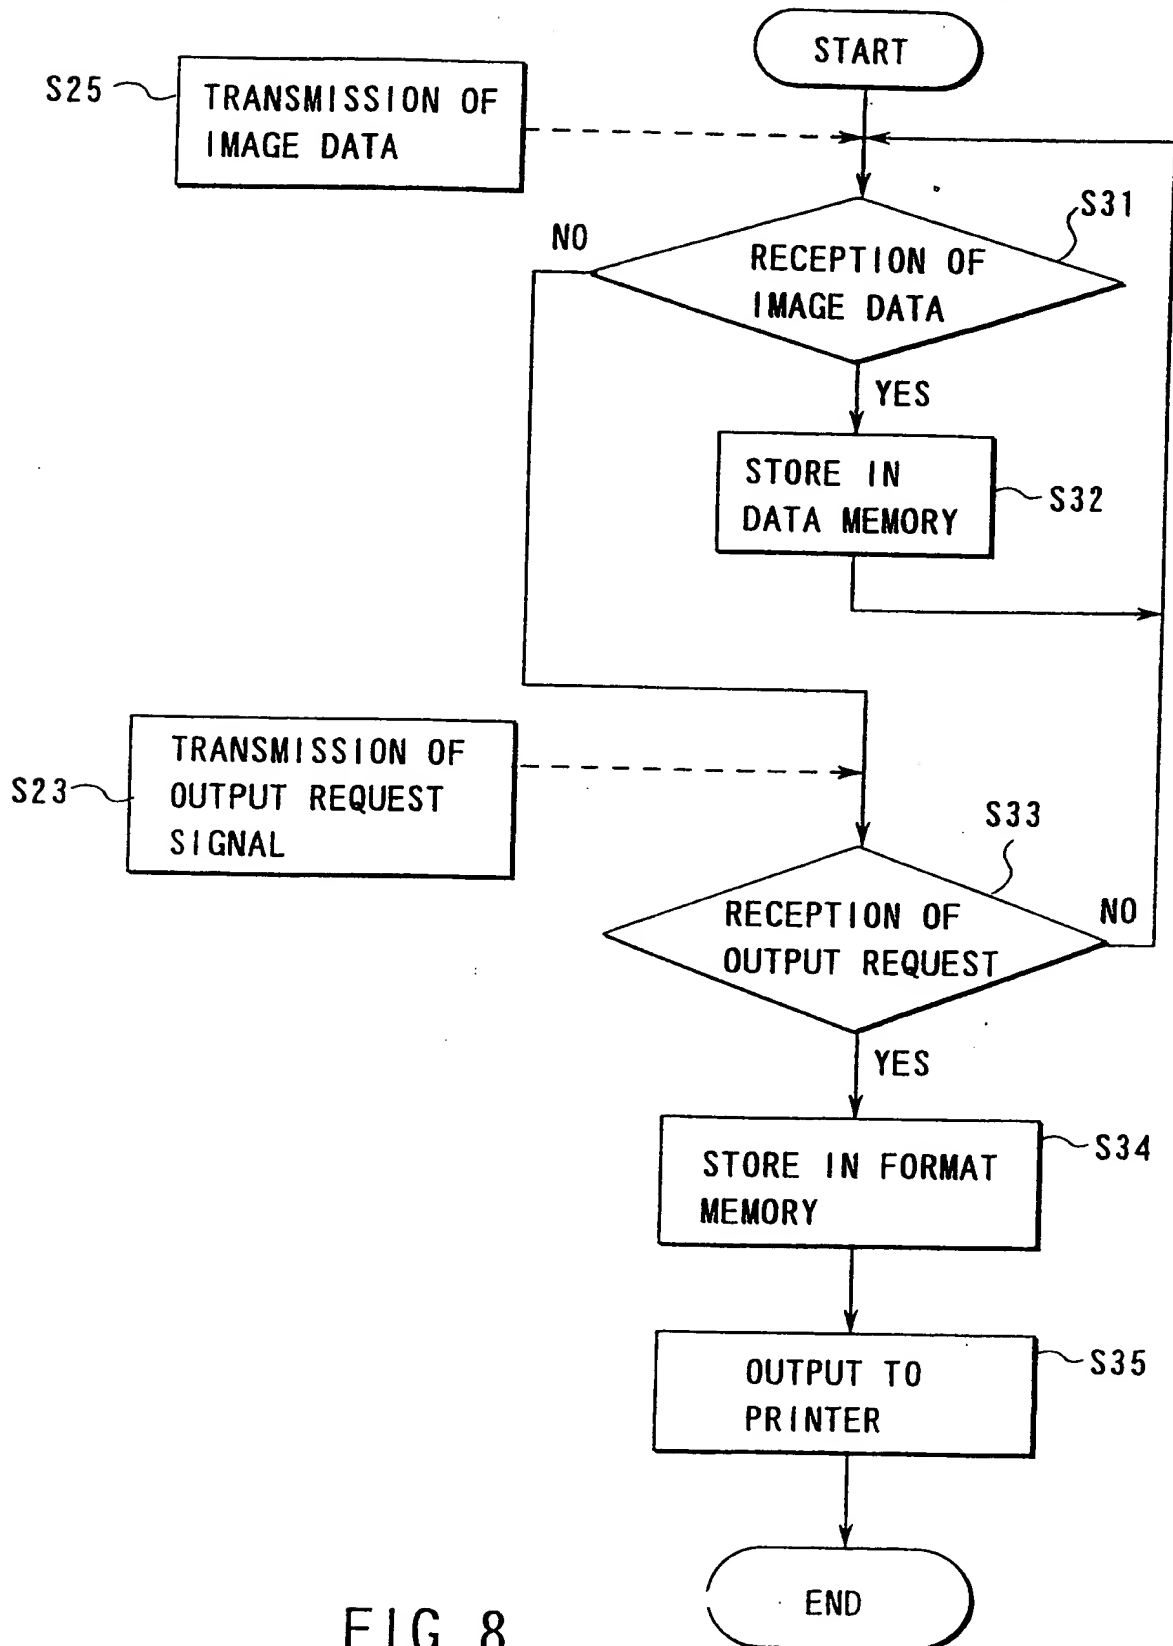 START
S25
TRANSMISSION OF
IMAGE DATA
S31
NO
RECEPTION OF
IMAGE DATA
YES
STORE IN
DATA MEMORY
S32
TRANSMISSION OF
OUTPUT REQUEST
SIGNAL
S23
S33
RECEPTION OF
OUTPUT REQUEST
NO
YES
STORE IN FORMAT
MEMORY
S34
OUTPUT TO
PRINTER
S35
END
FIG 8